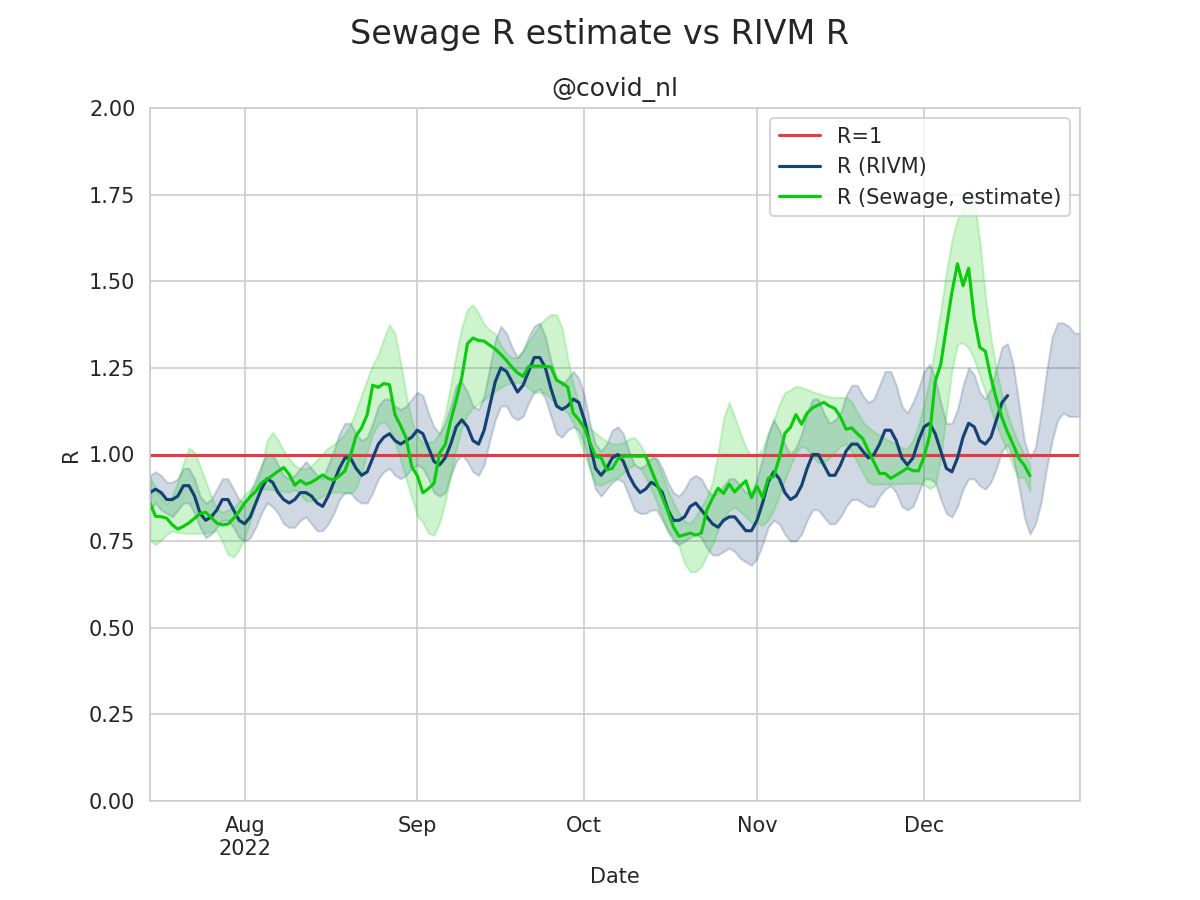 Sewage R estimate vs RIVM R
@covid_nl
R=1
R (RIVM)
R (Sewage, estimate)
2.00
1.75
1.50
1.25
1.00
0.75
0.50
0.25
0.00
R
Aug
2022
Sep
Oct
Nov
Dec
Date